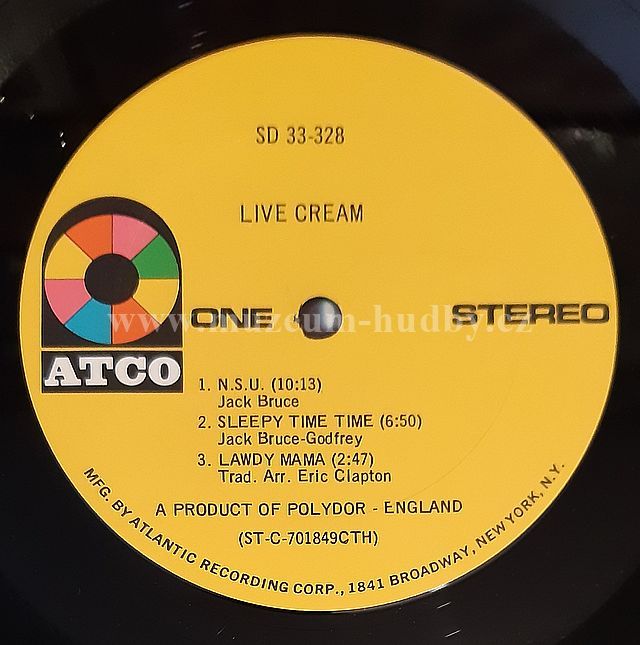 SD 33-328
LIVE CREAM
www.muzeum-hudby.cz
ONE
STEREO
ATCO
1. N.S.U. (10:13)
Jack Bruce
2. SLEEPY TIME TIME (6:50)
Jack Bruce-Godfrey
3. LAWDY MAMA (2:47)
Trad. Arr. Eric Clapton
A PRODUCT OF POLYDOR - ENGLAND
(ST-C-701849CTH)
MFG. BY ATLANTIC RECORDING CORP., 1841 BROADWAY, NEW YORK, N.Y.